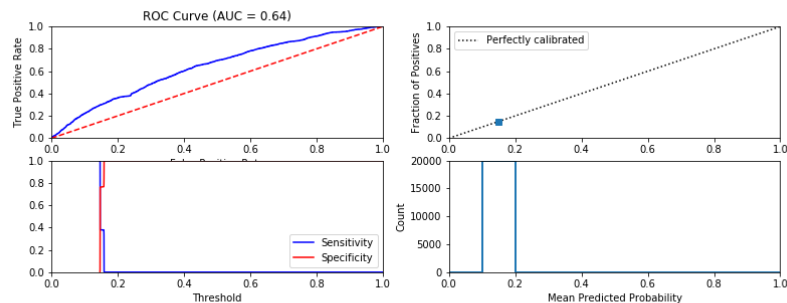 ROC Curve (AUC = 0.64)
True Positive Rate
1.0
0.8
0.6
0.4
0.2
0.0
0.0 0.2 0.4 0.6 0.8 1.0
Fraction of Positives
1.0
0.8
0.6
0.4
0.2
0.0
Perfectly calibrated
0.0 0.2 0.4 0.6 0.8 1.0
1.0
0.8
0.6
0.4
0.2
0.0
Sensitivity
Specificity
0.0 0.2 0.4 0.6 0.8 1.0
Threshold
Count
20000
15000
10000
5000
0
0.0 0.2 0.4 0.6 0.8 1.0
Mean Predicted Probability